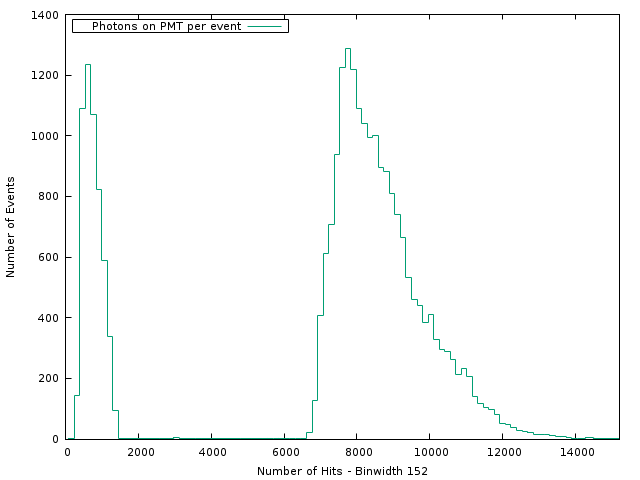 1400
Photons on PMT per event
1200
1000
800
600
400
200
0
0 2000 4000 6000 8000 10000 12000 14000
Number of Events
Number of Hits - Binwidth 152